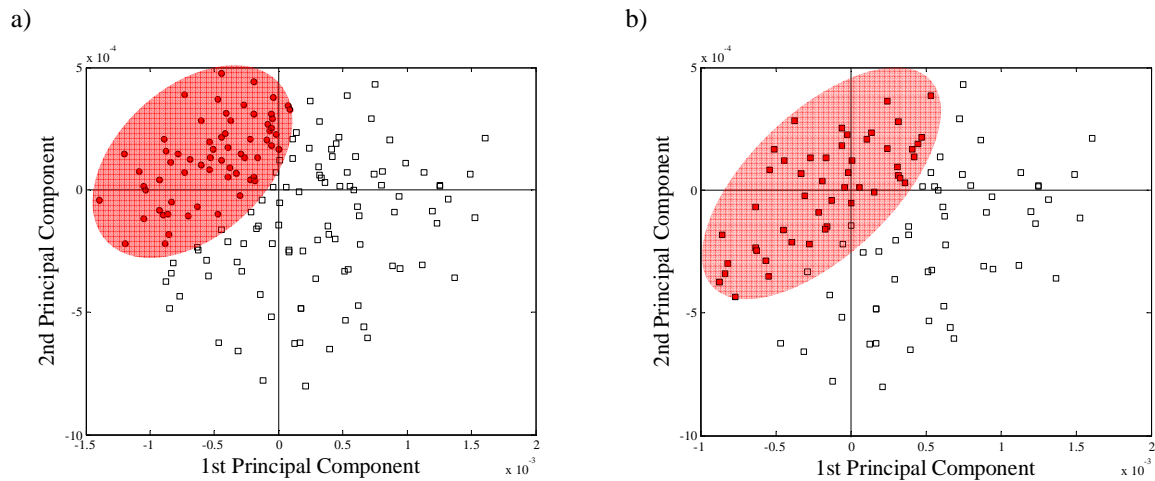 a)
x 10⁻⁴
5
0
-5
-10
-1.5
-1
-0.5
0
0.5
1
1.5
2
x 10⁻³
1st Principal Component
2nd Principal Component
b)
x 10⁻⁴
5
0
-5
-10
-1
-0.5
0
0.5
1
1.5
2
x 10⁻³
1st Principal Component
2nd Principal Component